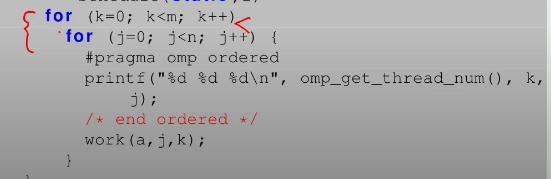 for (k=0; k<m; k++)
for (j=0; j<n; j++) {
#pragma omp ordered
printf("%d %d %d\n", omp_get_thread_num(), k,
j);
/* end ordered */
work(a,j,k);
}